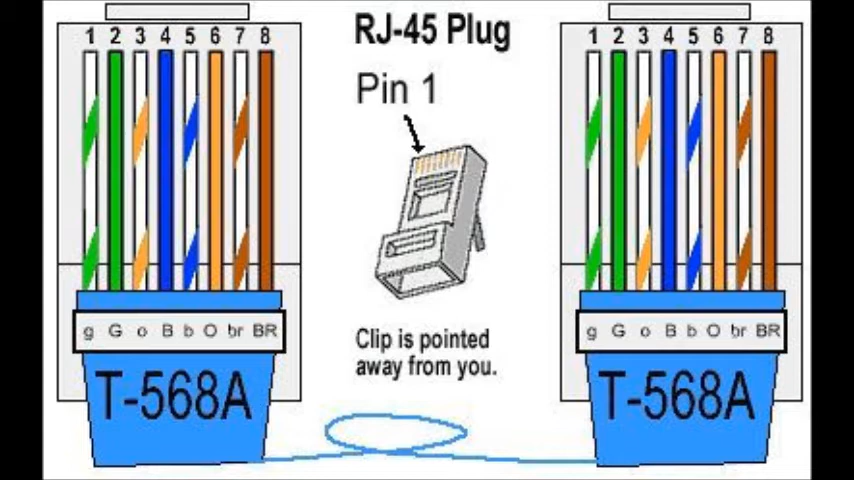 1 2 3 4 5 6 7 8
RJ-45 Plug
Pin 1
1 2 3 4 5 6 7 8
Clip is pointed
away from you.
g G o B b O br BR
T-568A
g G o B b O br BR
T-568A